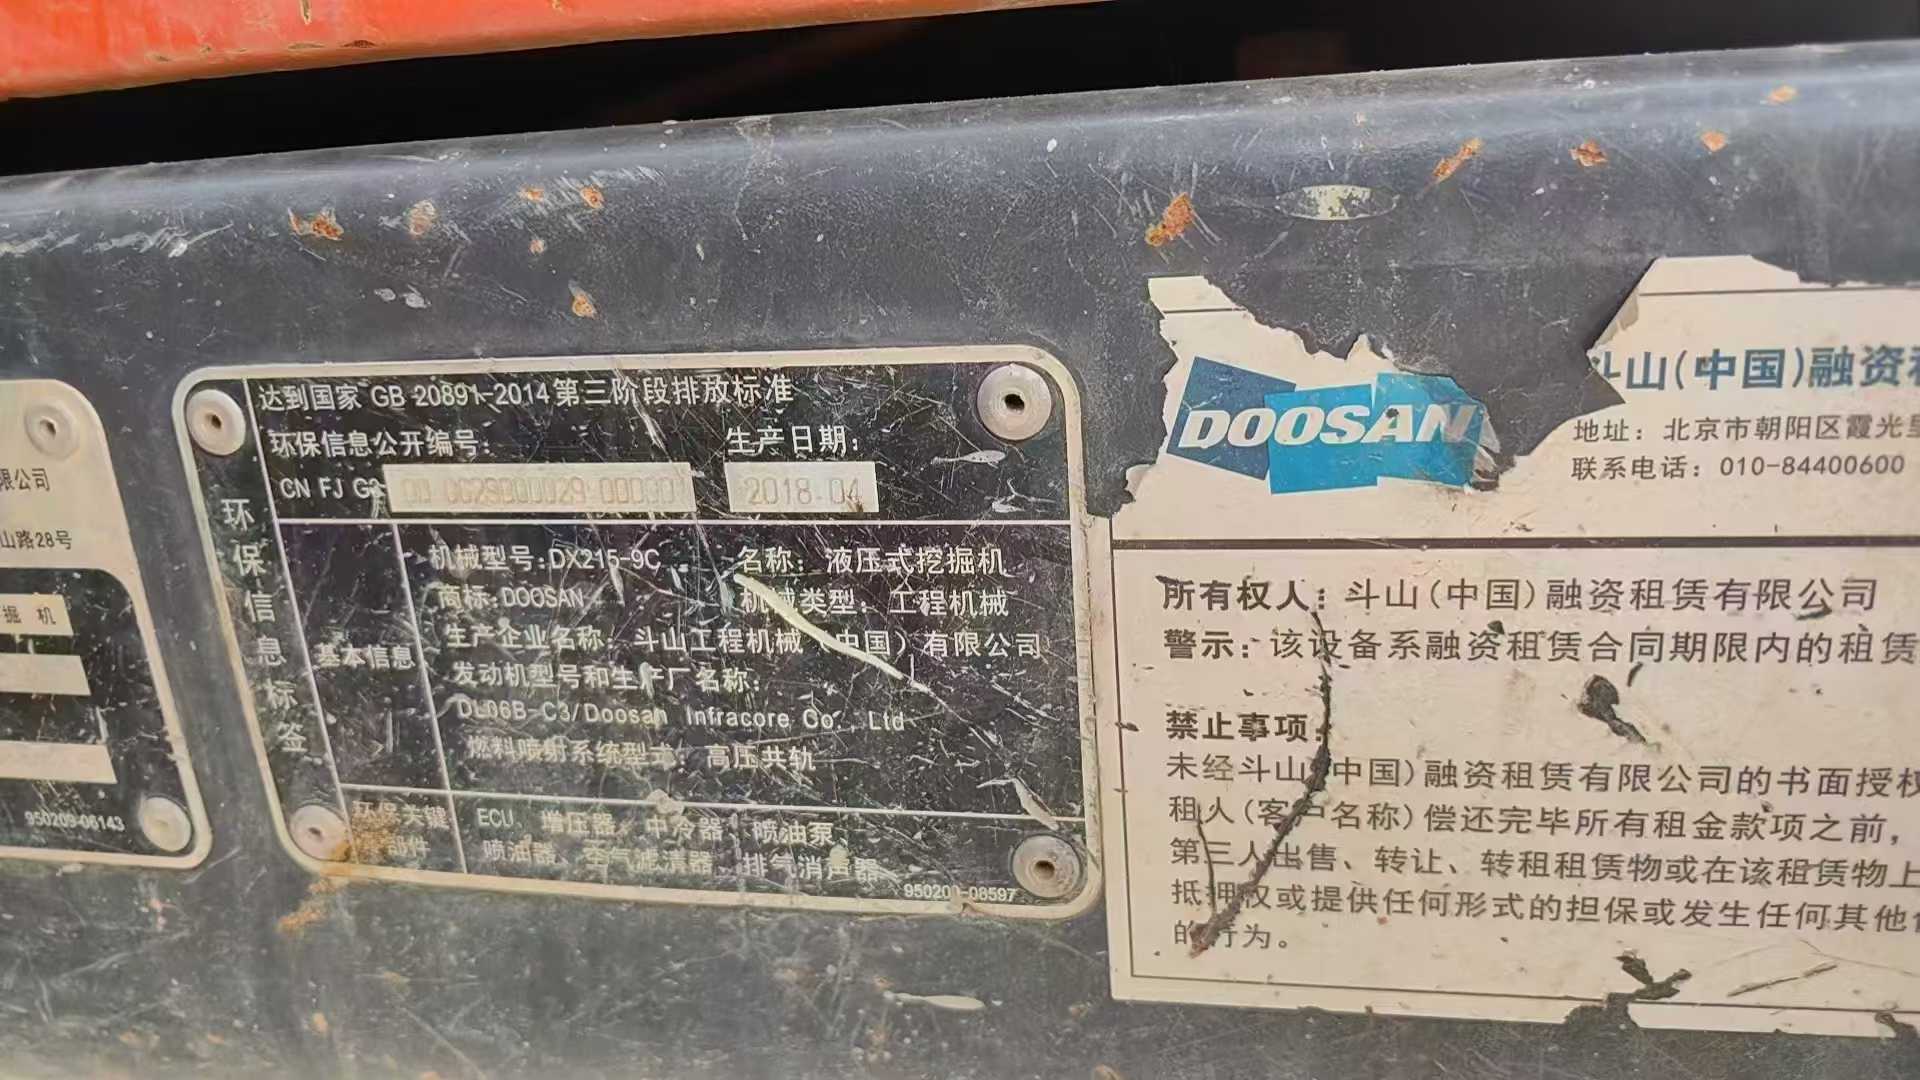 限公司
山路28号
掘机
950209-06143
达到国家 GB 20891-2014 第三阶段排放标准
环保信息公开编号:
生产日期:
CN FJ G3
2018.04
环保信息标签
基本信息
机械型号:DX215-9C 名称: 液压式挖掘机
商标:DOOSAN 机械类型: 工程机械
生产企业名称: 斗山工程机械 (中国) 有限公司
发动机型号和生产厂名称:
DL06B-C3/Doosan Infracore Co., Ltd
燃料喷射系统型式: 高压共轨
环保关键
部件
ECU、增压器、中冷器、喷油泵
喷油器、空气滤清器、排气消声器
950209-08597
DOOSAN
斗山(中国)融资租
地址: 北京市朝阳区霞光里
联系电话: 010-84400600
所有权人: 斗山(中国)融资租赁有限公司
警示: 该设备系融资租赁合同期限内的租赁
禁止事项:
未经斗山(中国)融资租赁有限公司的书面授权
租人(客户名称)偿还完毕所有租金款项之前,
第三人出售、转让、转租租赁物或在该租赁物上
抵押权或提供任何形式的担保或发生任何其他
的行为。